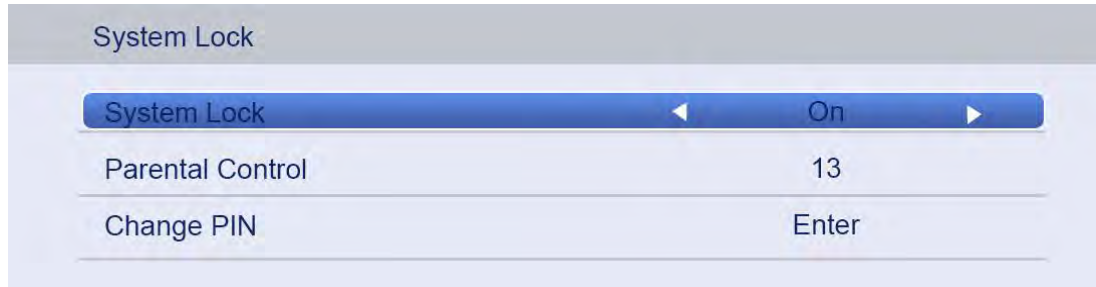 System Lock
System Lock On
Parental Control 13
Change PIN Enter